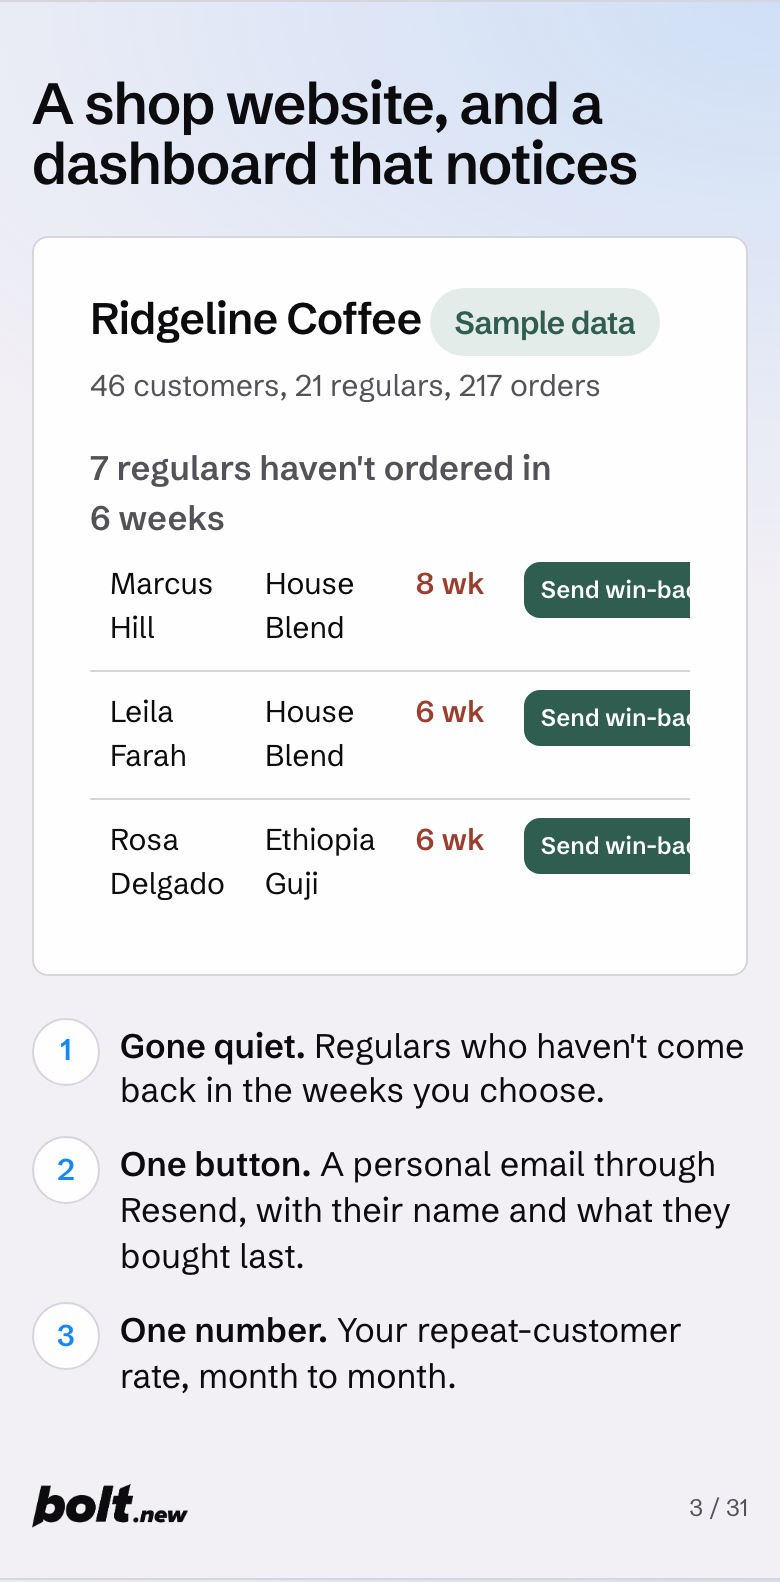 A shop website, and a
dashboard that notices
Ridgeline Coffee Sample data
46 customers, 21 regulars, 217 orders
7 regulars haven't ordered in
6 weeks
Marcus Hill House Blend 8 wk Send
Leila Farah House Blend 6 wk Send
Rosa Delgado Ethiopia Guji 6 wk Send
1 Gone quiet. Regulars who haven't come
back in the weeks you choose.
2 One button. A personal email through
Resend, with their name and what they
bought last.
3 One number. Your repeat-customer
rate, month to month.
bolt.new 3 / 31